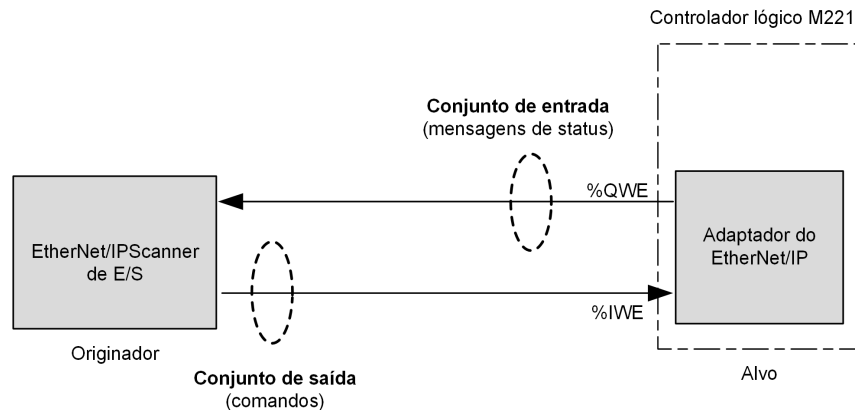 Controlador lógico M221
Conjunto de entrada
(mensagens de status)
%QWE
EtherNet/IPScanner
de E/S
Adaptador do
EtherNet/IP
%IWE
Originador
Alvo
Conjunto de saída
(comandos)